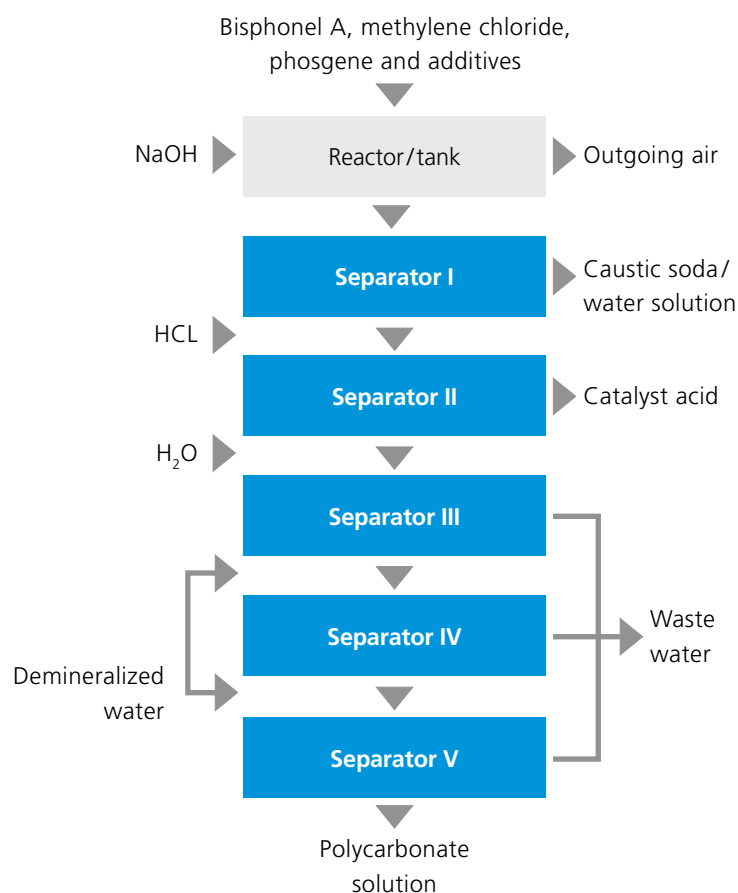 Bisphonel A, methylene chloride,
phosgene and additives
NaOH
Reactor/tank
Outgoing air
Separator I
Caustic soda/
water solution
HCL
Separator II
Catalyst acid
H₂O
Separator III
Separator IV
Waste
water
Demineralized
water
Separator V
Polycarbonate
solution